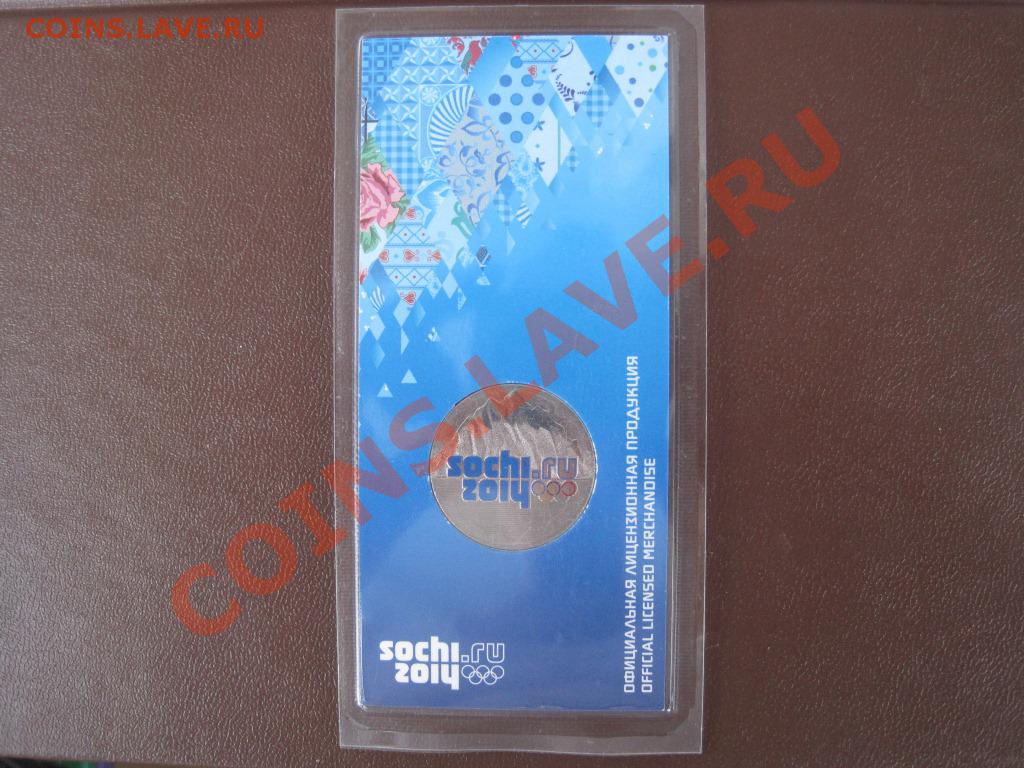 COINS.LAVE.RU
COINS.LAVE.RU
sochi.ru
2014
sochi.ru
2014
ОФИЦИАЛЬНАЯ ЛИЦЕНЗИОННАЯ ПРОДУКЦИЯ
OFFICIAL LICENSED MERCHANDISE